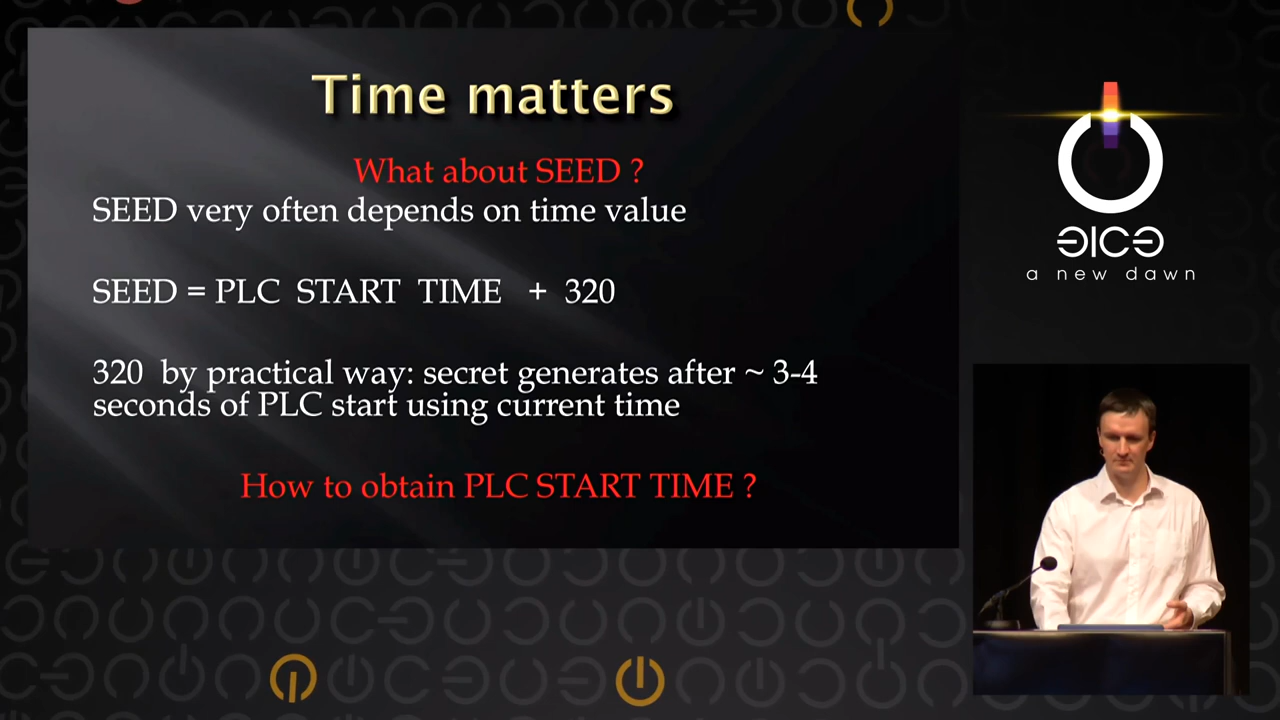 Time matters
What about SEED ?
SEED very often depends on time value
SEED = PLC START TIME + 320
320 by practical way: secret generates after ~ 3-4
seconds of PLC start using current time
How to obtain PLC START TIME ?
a new dawn